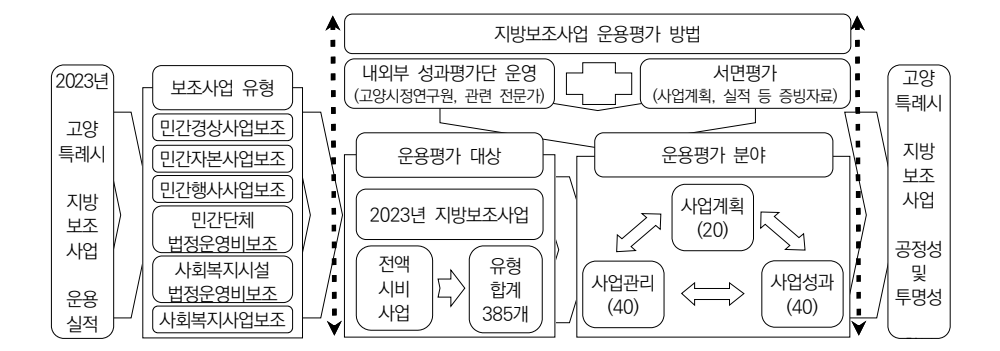 2023년
고양
특례시
지방
보조
사업
운용
실적
보조사업 유형
민간경상사업보조
민간자본사업보조
민간행사사업보조
민간단체
법정운영비보조
사회복지시설
법정운영비보조
사회복지사업보조
지방보조사업 운용평가 방법
내외부 성과평가단 운영
(고양시정연구원, 관련 전문가)
서면평가
(사업계획, 실적 등 증빙자료)
운용평가 대상
2023년 지방보조사업
전액
시비
사업
유형
합계
385개
운용평가 분야
사업계획
(20)
사업관리
(40)
사업성과
(40)
고양
특례시
지방
보조
사업
공정성
및
투명성